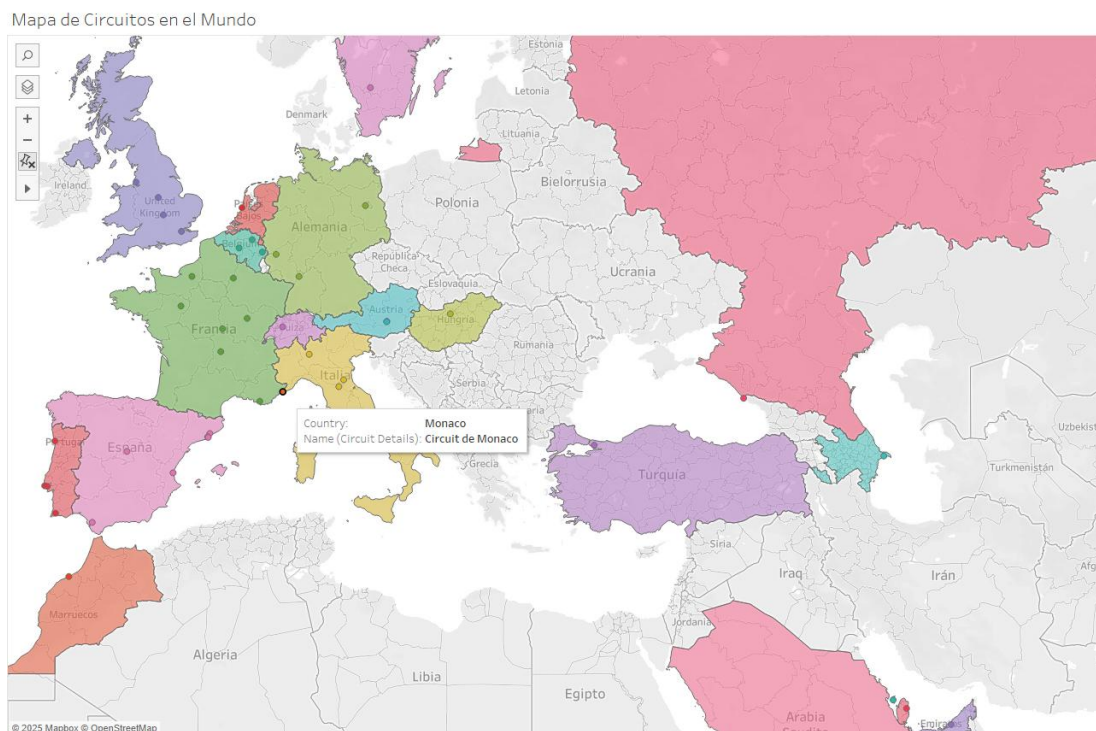 Mapa de Circuitos en el Mundo
Estonia
Letonia
Denmark
Lituania
Ireland
United
Kingdom
Bielorrusia
Polonia
Bajos
Alemania
República
Checa
Ucrania
Eslovaquia
Austria
Hungría
Francia
Rumania
Italia
Serbia
Country: Monaco
Name (Circuit Details): Circuit de Monaco
Portugal
España
Grecia
Turquía
Turkmenistán
Siria
Iraq
Irán
Marruecos
Jordania
Argelia
Libia
Egipto
Arabia
Emiratos
© 2025 Mapbox © OpenStreetMap